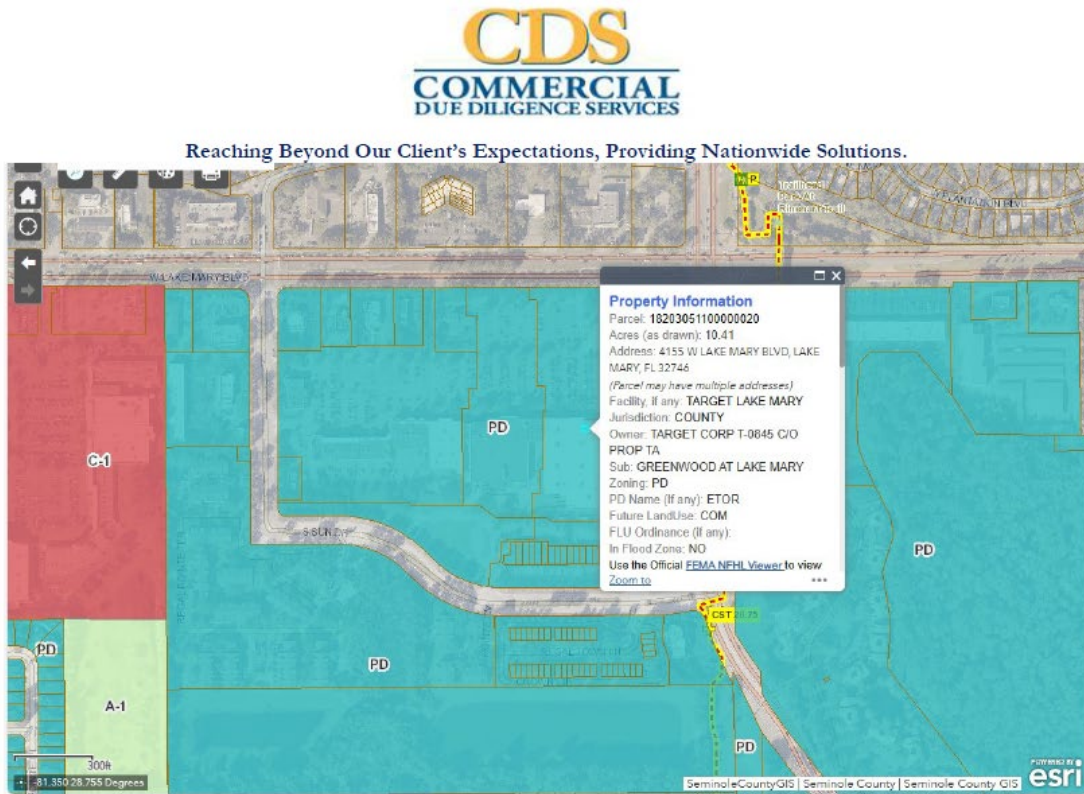 CDS
COMMERCIAL
DUE DILIGENCE SERVICES
Reaching Beyond Our Client's Expectations, Providing Nationwide Solutions.
R
W LAKE MARY BLVD
Property Information
Parcel: 18203051100000020
Acres (as drawn): 10.41
Address: 4155 W LAKE MARY BLVD, LAKE
MARY, FL 32746
(Parcel may have multiple addresses)
Facility, if any: TARGET LAKE MARY
Jurisdiction: COUNTY
Owner: TARGET CORP T-0845 C/O
PROP TA
Sub: GREENWOOD AT LAKE MARY
Zoning: PD
PD Name (If any): ETOR
Future LandUse: COM
FLU Ordinance (if any):
In Flood Zone: NO
Use the Official FEMA NFHL Viewer to view
Zoom to
PD
C-1
PD
CST
PD
PD
A-1
PD
300ft
-81.350 28.755 Degrees
SeminoleCountyGIS | Seminole County | Seminole County GIS
POWERED BY
esri